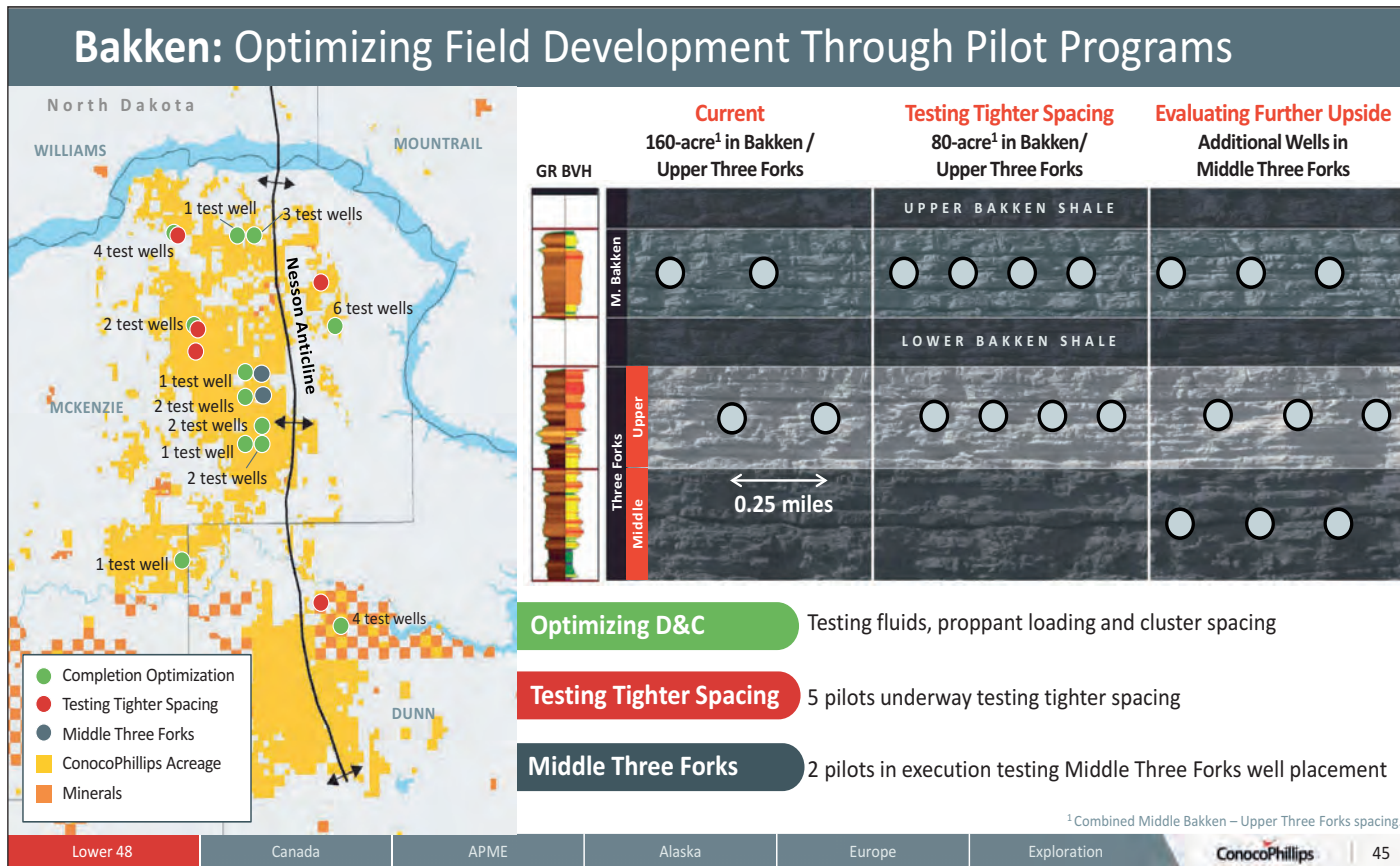 Bakken: Optimizing Field Development Through Pilot Programs
North Dakota
WILLIAMS
MOUNTRAIL
1 test well
3 test wells
4 test wells
Nesson Anticline
6 test wells
2 test wells
1 test well
MCKENZIE
2 test wells
2 test wells
1 test well
2 test wells
1 test well
4 test wells
DUNN
Completion Optimization
Testing Tighter Spacing
Middle Three Forks
ConocoPhillips Acreage
Minerals
Current
160-acre¹ in Bakken /
Upper Three Forks
Testing Tighter Spacing
80-acre¹ in Bakken/
Upper Three Forks
Evaluating Further Upside
Additional Wells in
Middle Three Forks
GR BVH
UPPER BAKKEN SHALE
M. Bakken
LOWER BAKKEN SHALE
Three Forks
Upper
Middle
0.25 miles
Optimizing D&C
Testing fluids, proppant loading and cluster spacing
Testing Tighter Spacing
5 pilots underway testing tighter spacing
Middle Three Forks
2 pilots in execution testing Middle Three Forks well placement
¹ Combined Middle Bakken – Upper Three Forks spacing
Lower 48
Canada
APME
Alaska
Europe
Exploration
ConocoPhillips
45